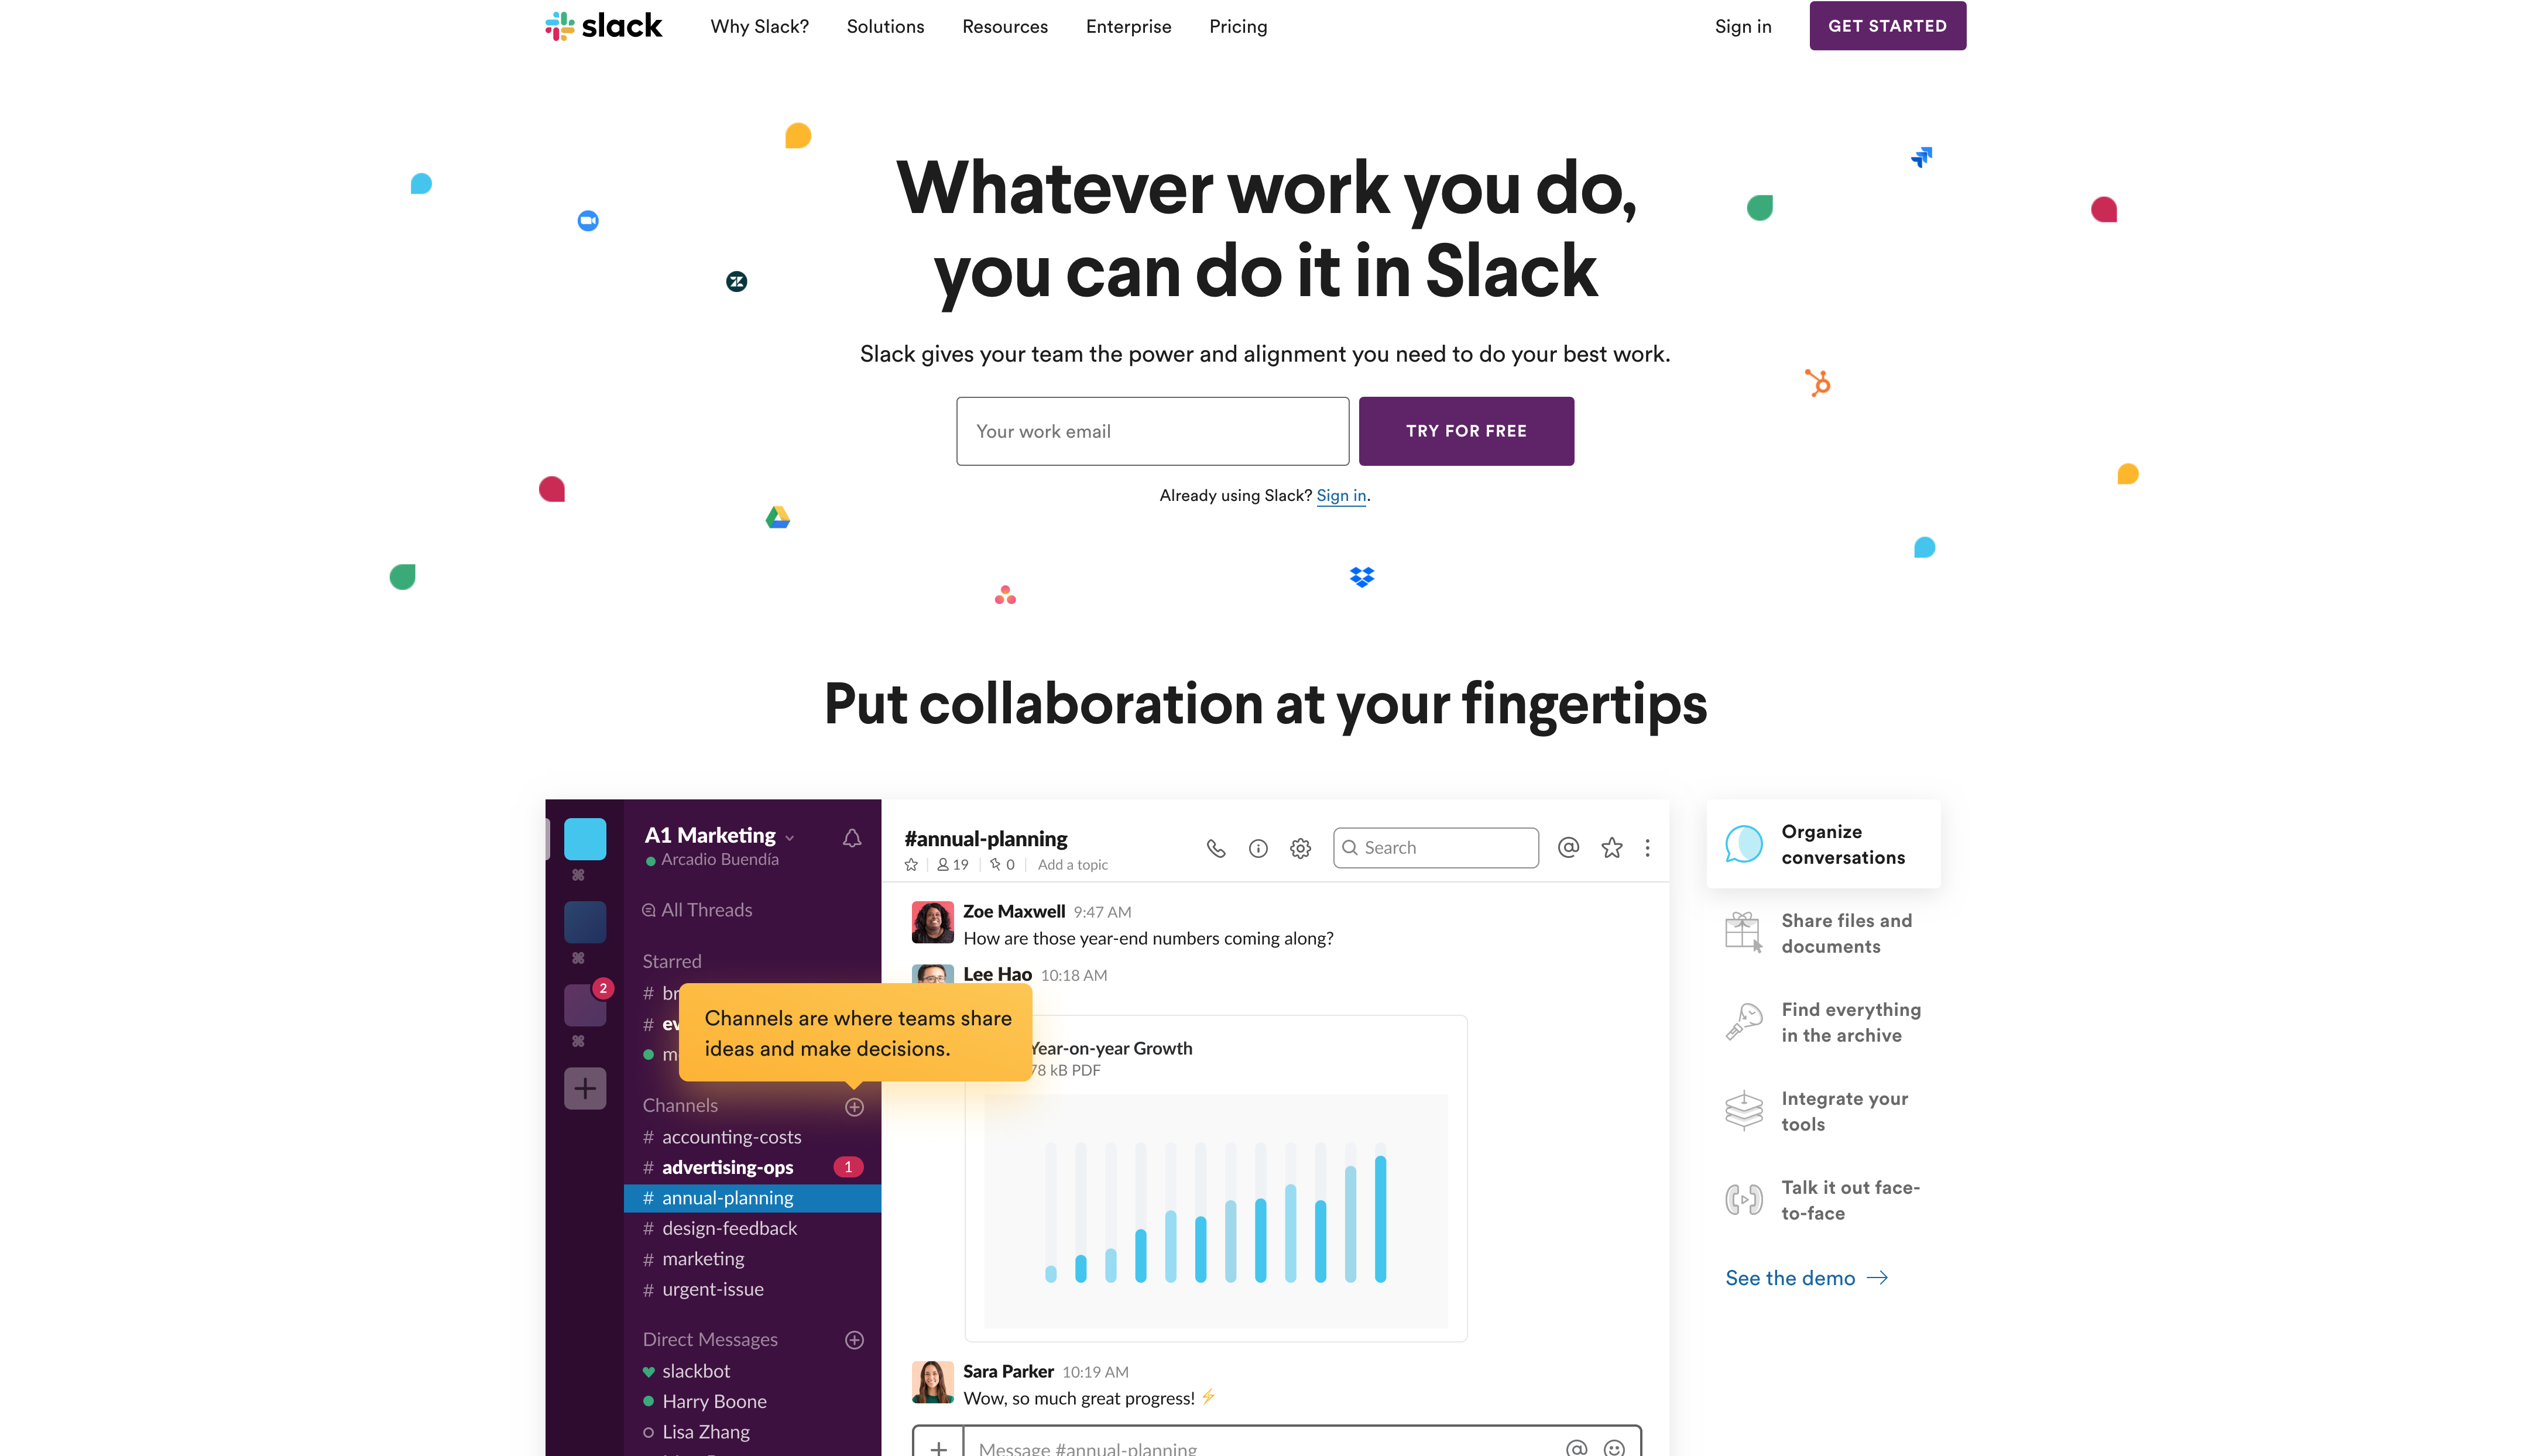 slack
Why Slack?
Solutions
Resources
Enterprise
Pricing
Sign in
GET STARTED
Whatever work you do,
you can do it in Slack
Slack gives your team the power and alignment you need to do your best work.
Your work email
TRY FOR FREE
Already using Slack? Sign in.
Put collaboration at your fingertips
A1 Marketing
Arcadio Buendía
All Threads
Starred
# br
# ev
m
2
Channels are where teams share
ideas and make decisions.
Channels
# accounting-costs
# advertising-ops 1
# annual-planning
# design-feedback
# marketing
# urgent-issue
Direct Messages
slackbot
Harry Boone
Lisa Zhang
#annual-planning
19
0
Add a topic
Search
Zoe Maxwell 9:47 AM
How are those year-end numbers coming along?
Lee Hao 10:18 AM
Year-on-year Growth
78 kB PDF
Sara Parker 10:19 AM
Wow, so much great progress! ⚡
Message #annual-planning
Organize
conversations
Share files and
documents
Find everything
in the archive
Integrate your
tools
Talk it out face-
to-face
See the demo →